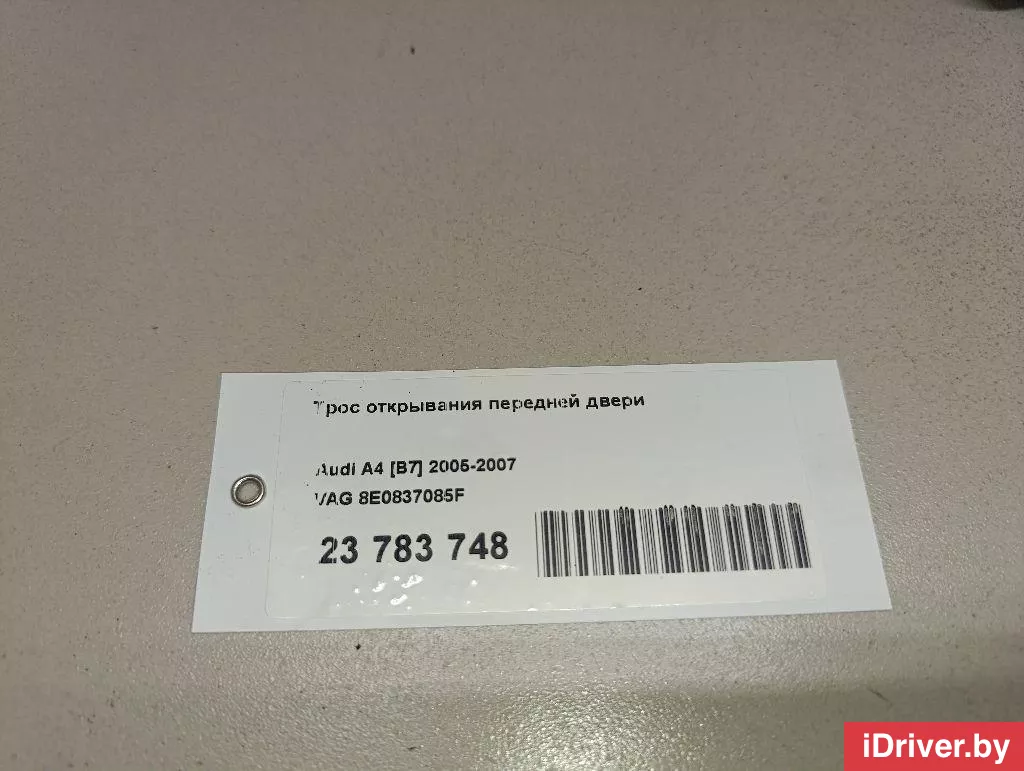 Трос открывания передней двери
Audi A4 [B7] 2005-2007
VAG 8E0837085F
23 783 748
iDriver.by